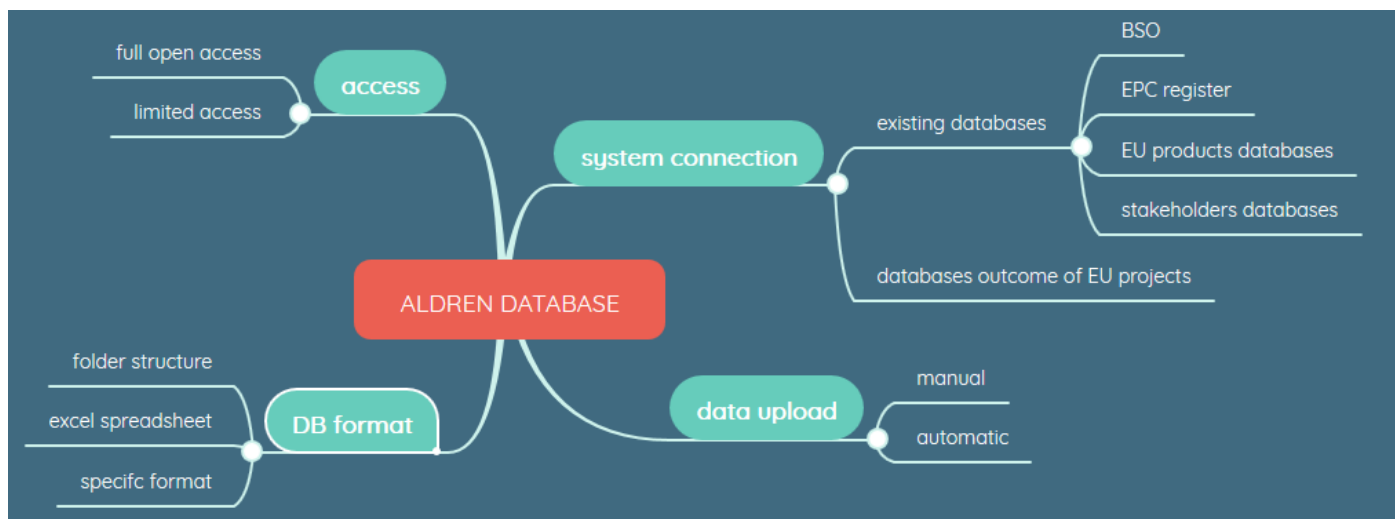 full open access
limited access
access
system connection
existing databases
BSO
EPC register
EU products databases
stakeholders databases
databases outcome of EU projects
ALDREN DATABASE
folder structure
excel spreadsheet
specifc format
DB format
data upload
manual
automatic